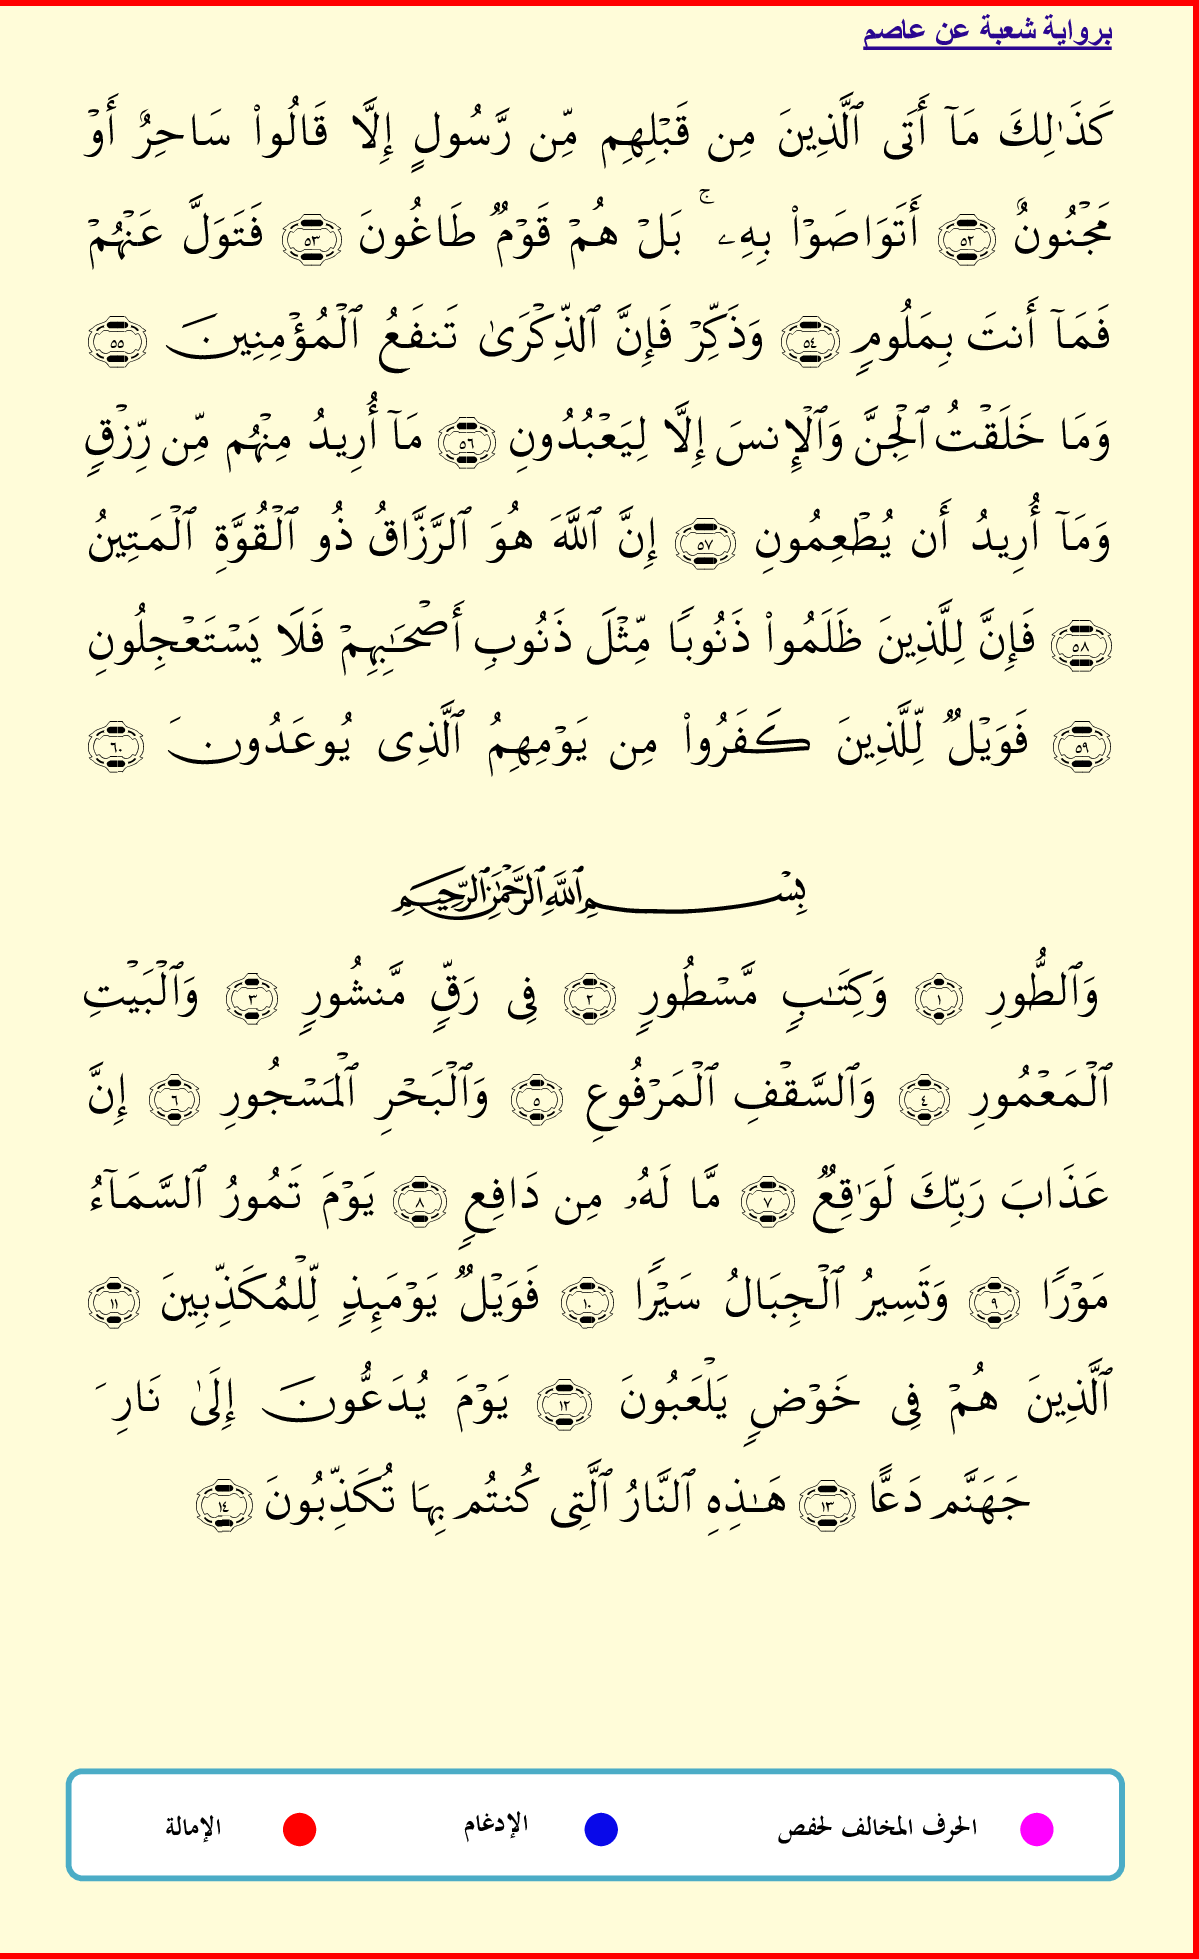 برواية شعبة عن عاصم
كَذَٰلِكَ مَآ أَتَى ٱلَّذِينَ مِن قَبْلِهِم مِّن رَّسُولٍ إِلَّا قَالُوا۟ سَاحِرٌ أَوْ
مَجْنُونٌ ٥٢ أَتَوَاصَوْا۟ بِهِۦ ۚ بَلْ هُمْ قَوْمٌ طَاغُونَ ٥٣ فَتَوَلَّ عَنْهُمْ
فَمَآ أَنتَ بِمَلُومٍ ٥٤ وَذَكِّرْ فَإِنَّ ٱلذِّكْرَىٰ تَنفَعُ ٱلْمُؤْمِنِينَ ٥٥
وَمَا خَلَقْتُ ٱلْجِنَّ وَٱلْإِنسَ إِلَّا لِيَعْبُدُونِ ٥٦ مَآ أُرِيدُ مِنْهُم مِّن رِّزْقٍ
وَمَآ أُرِيدُ أَن يُطْعِمُونِ ٥٧ إِنَّ ٱللَّهَ هُوَ ٱلرَّزَّاقُ ذُو ٱلْقُوَّةِ ٱلْمَتِينُ
٥٨ فَإِنَّ لِلَّذِينَ ظَلَمُوا۟ ذَنُوبًا مِّثْلَ ذَنُوبِ أَصْحَـٰبِهِمْ فَلَا يَسْتَعْجِلُونِ
٥٩ فَوَيْلٌ لِّلَّذِينَ كَفَرُوا۟ مِن يَوْمِهِمُ ٱلَّذِى يُوعَدُونَ ٦٠
بِسْمِ ٱللَّهِ ٱلرَّحْمَـٰنِ ٱلرَّحِيمِ
وَٱلطُّورِ ١ وَكِتَـٰبٍ مَّسْطُورٍ ٢ فِى رَقٍّ مَّنشُورٍ ٣ وَٱلْبَيْتِ
ٱلْمَعْمُورِ ٤ وَٱلسَّقْفِ ٱلْمَرْفُوعِ ٥ وَٱلْبَحْرِ ٱلْمَسْجُورِ ٦ إِنَّ
عَذَابَ رَبِّكَ لَوَٰقِعٌ ٧ مَّا لَهُۥ مِن دَافِعٍ ٨ يَوْمَ تَمُورُ ٱلسَّمَآءُ
مَوْرًا ٩ وَتَسِيرُ ٱلْجِبَالُ سَيْرًا ١٠ فَوَيْلٌ يَوْمَئِذٍ لِّلْمُكَذِّبِينَ ١١
ٱلَّذِينَ هُمْ فِى خَوْضٍ يَلْعَبُونَ ١٢ يَوْمَ يُدَعُّونَ إِلَىٰ نَارِ
جَهَنَّمَ دَعًّا ١٣ هَـٰذِهِ ٱلنَّارُ ٱلَّتِى كُنتُم بِهَا تُكَذِّبُونَ ١٤
الحرف المخالف لحفص الإدغام الإمالة